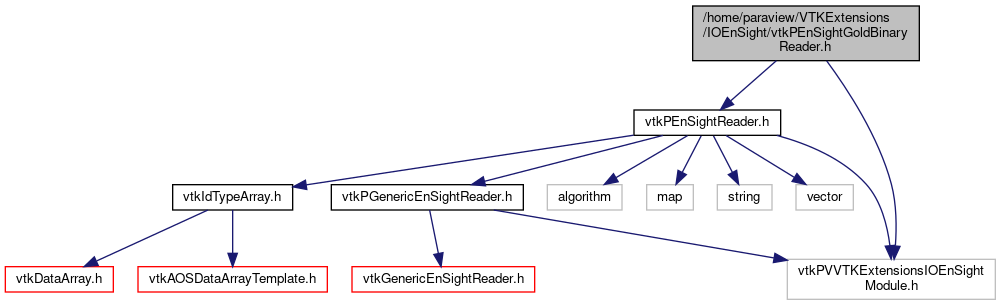 /home/paraview/VTKExtensions
/IOEnSight/vtkPEnSightGoldBinary
Reader.h
vtkPEnSightReader.h
vtkIdTypeArray.h
vtkPGenericEnSightReader.h
algorithm
map
string
vector
vtkDataArray.h
vtkAOSDataArrayTemplate.h
vtkGenericEnSightReader.h
vtkPVVTKExtensionsIOEnSight
Module.h